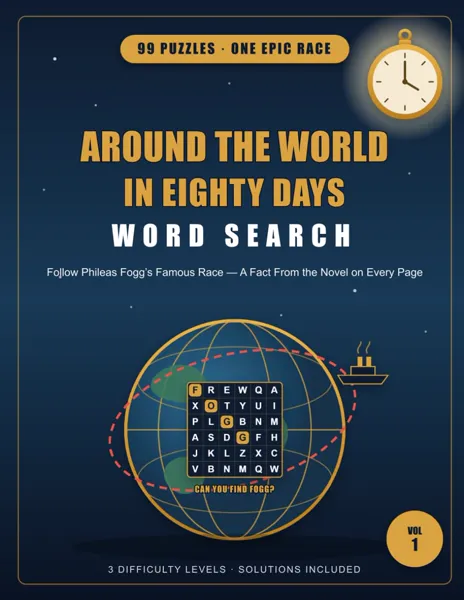 99 PUZZLES · ONE EPIC RACE
AROUND THE WORLD
IN EIGHTY DAYS
WORD SEARCH
Follow Phileas Fogg's Famous Race — A Fact From the Novel on Every Page
F R E W Q A
X O T Y U I
P L G B N M
A S D G F H
J K L Z X C
V B N M Q W
CAN YOU FIND FOGG?
VOL
1
3 DIFFICULTY LEVELS · SOLUTIONS INCLUDED